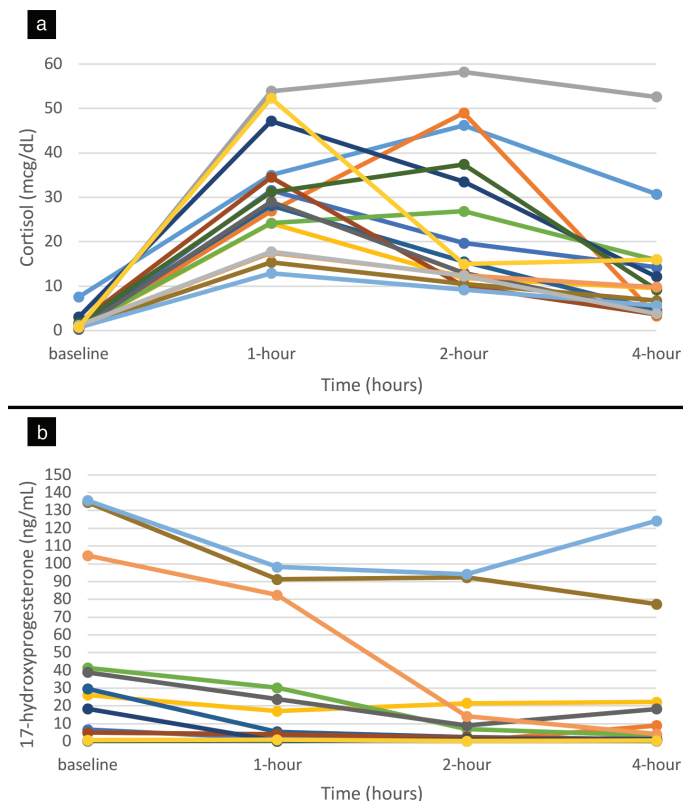 a
60
50
40
30
20
10
0
Cortisol (mcg/dL)
baseline 1-hour 2-hour 4-hour
Time (hours)
b
150
140
130
120
110
100
90
80
70
60
50
40
30
20
10
0
17-hydroxyprogesterone (ng/mL)
baseline 1-hour 2-hour 4-hour
Time (hours)